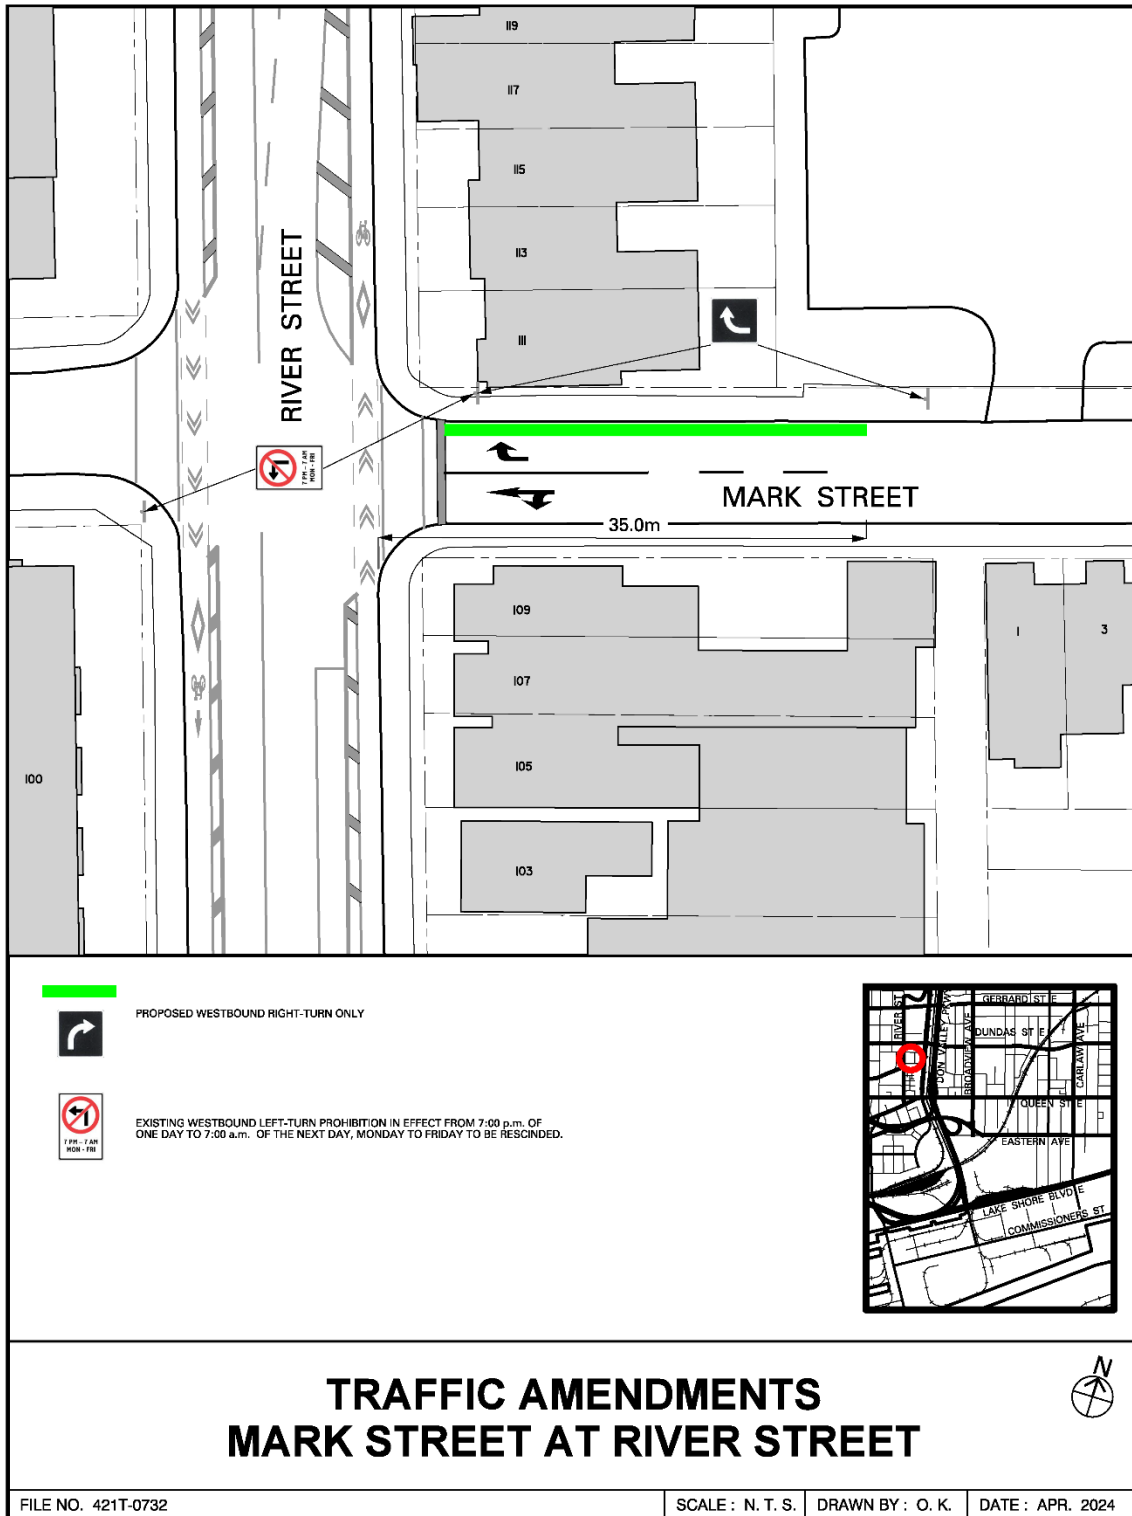 119
117
115
113
111
RIVER STREET
7 PM - 7 AM
MON - FRI
MARK STREET
35.0m
109
107
105
103
100
1
3
PROPOSED WESTBOUND RIGHT-TURN ONLY
7 PM - 7 AM
MON - FRI
EXISTING WESTBOUND LEFT-TURN PROHIBITION IN EFFECT FROM 7:00 p.m. OF
ONE DAY TO 7:00 a.m. OF THE NEXT DAY, MONDAY TO FRIDAY TO BE RESCINDED.
RIVER ST
DON VALLEY PKWY
BROADVIEW AVE
CARLAW AVE
GERRARD ST E
DUNDAS ST E
QUEEN ST E
EASTERN AVE
LAKE SHORE BLVD E
COMMISSIONERS ST
TRAFFIC AMENDMENTS
MARK STREET AT RIVER STREET
N
FILE NO. 421T-0732
SCALE : N. T. S.
DRAWN BY : O. K.
DATE : APR. 2024